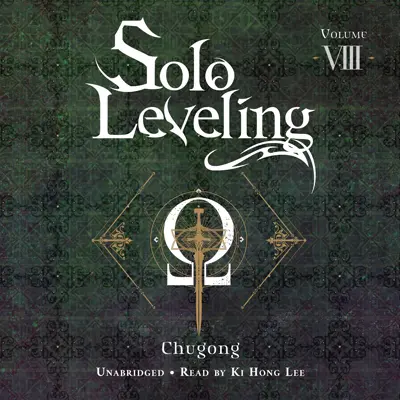 Volume
VIII
Solo
Leveling
Ω
Chugong
Unabridged • Read by Ki Hong Lee